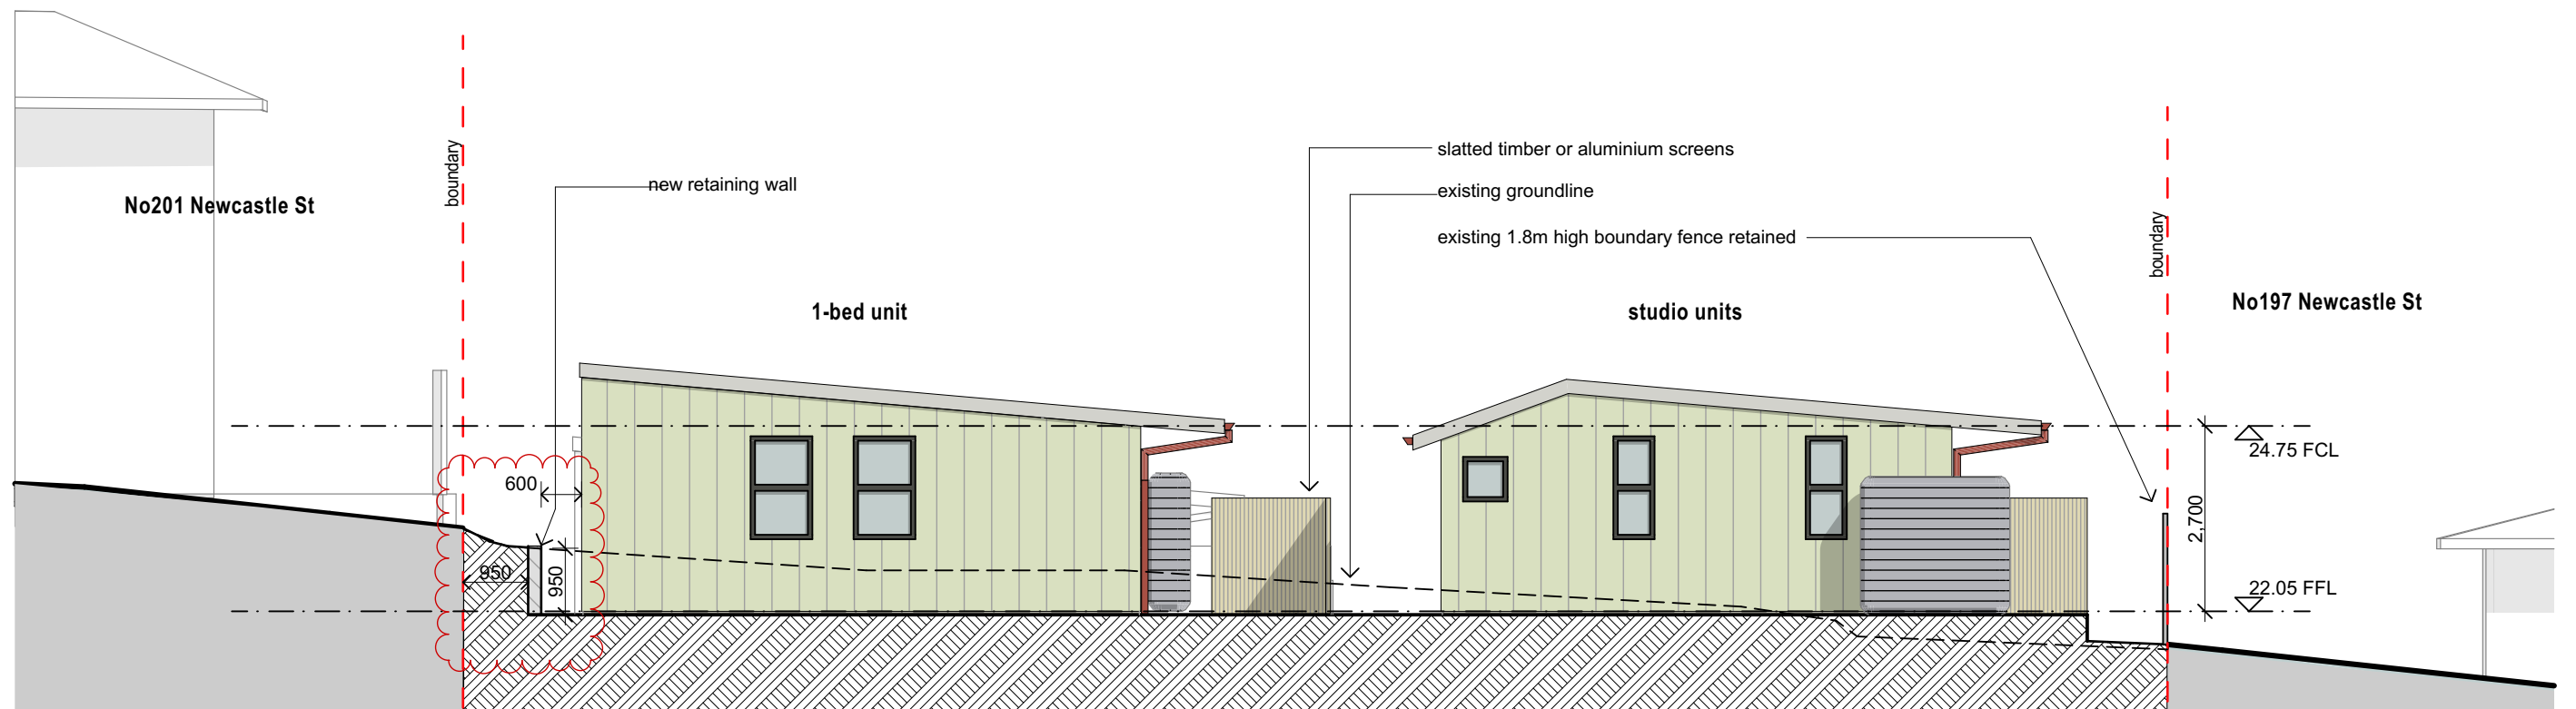 boundary
new retaining wall
No201 Newcastle St
slatted timber or aluminium screens
existing groundline
existing 1.8m high boundary fence retained
boundary
1-bed unit
studio units
No197 Newcastle St
24.75 FCL
600
2,700
950
950
22.05 FFL